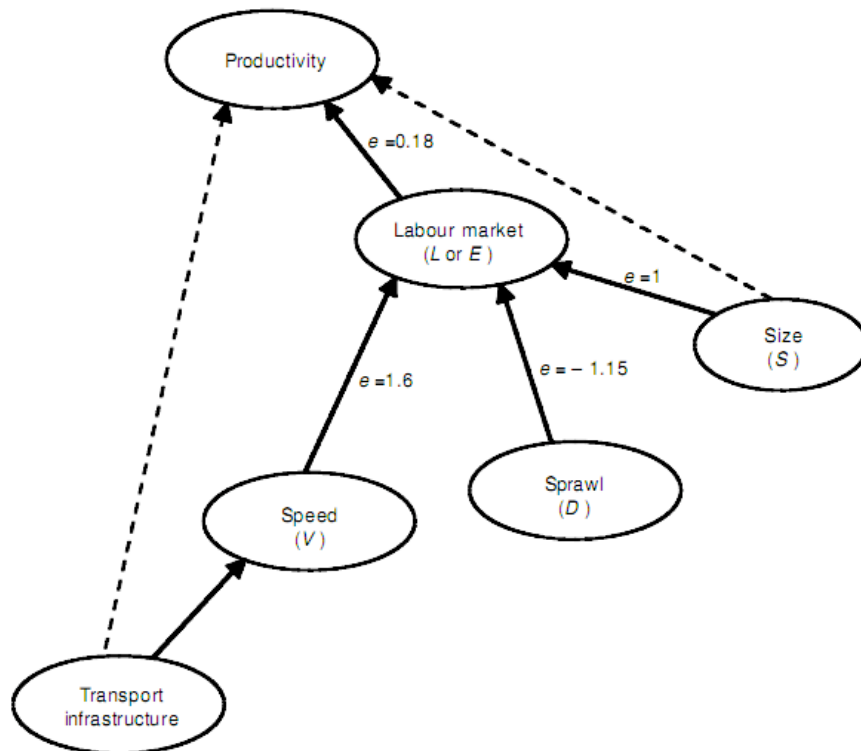 Productivity
e =0.18
Labour market
(L or E )
e =1
Size
(S )
e =1.6
e = – 1.15
Sprawl
(D )
Speed
(V )
Transport
infrastructure